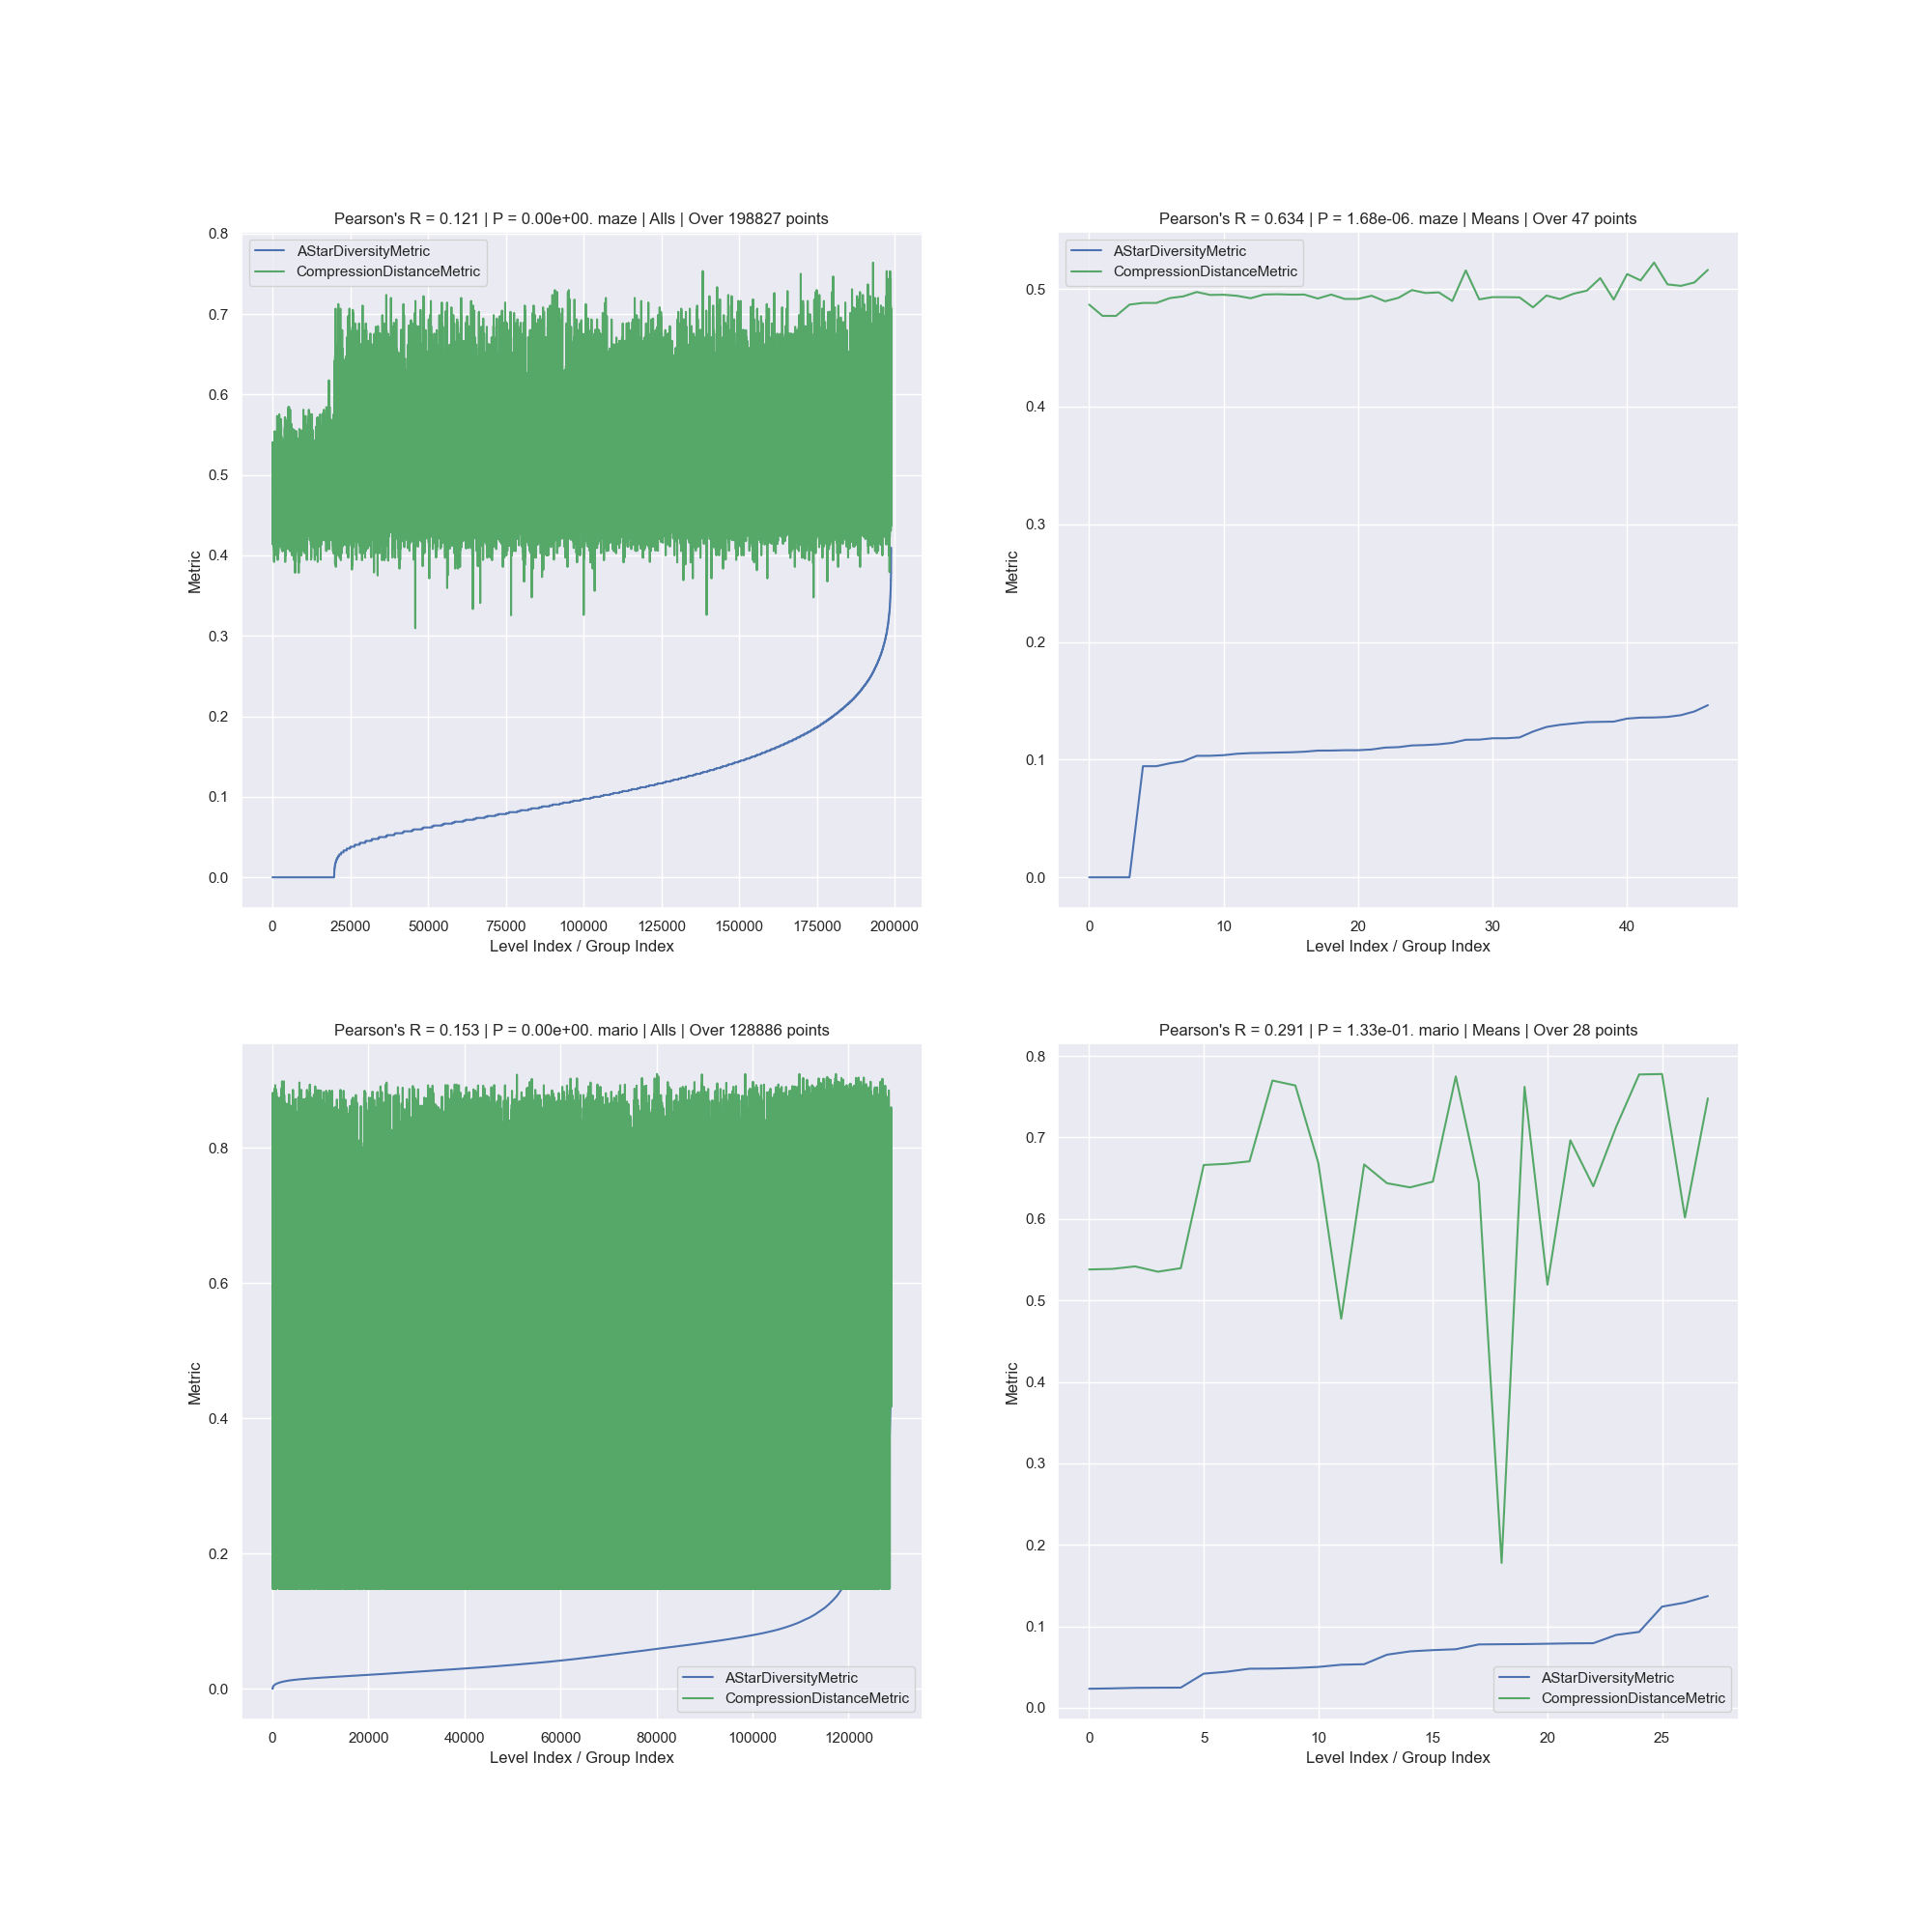 Pearson's R = 0.121 | P = 0.00e+00. maze | Alls | Over 198827 points
AStarDiversityMetric
CompressionDistanceMetric
0.8
0.7
0.6
0.5
0.4
0.3
0.2
0.1
0.0
Metric
0 25000 50000 75000 100000 125000 150000 175000 200000
Level Index / Group Index
Pearson's R = 0.634 | P = 1.68e-06. maze | Means | Over 47 points
AStarDiversityMetric
CompressionDistanceMetric
0.5
0.4
0.3
0.2
0.1
0.0
Metric
0 10 20 30 40
Level Index / Group Index
Pearson's R = 0.153 | P = 0.00e+00. mario | Alls | Over 128886 points
0.8
0.6
0.4
0.2
0.0
Metric
AStarDiversityMetric
CompressionDistanceMetric
0 20000 40000 60000 80000 100000 120000
Level Index / Group Index
Pearson's R = 0.291 | P = 1.33e-01. mario | Means | Over 28 points
0.8
0.7
0.6
0.5
0.4
0.3
0.2
0.1
0.0
Metric
AStarDiversityMetric
CompressionDistanceMetric
0 5 10 15 20 25
Level Index / Group Index